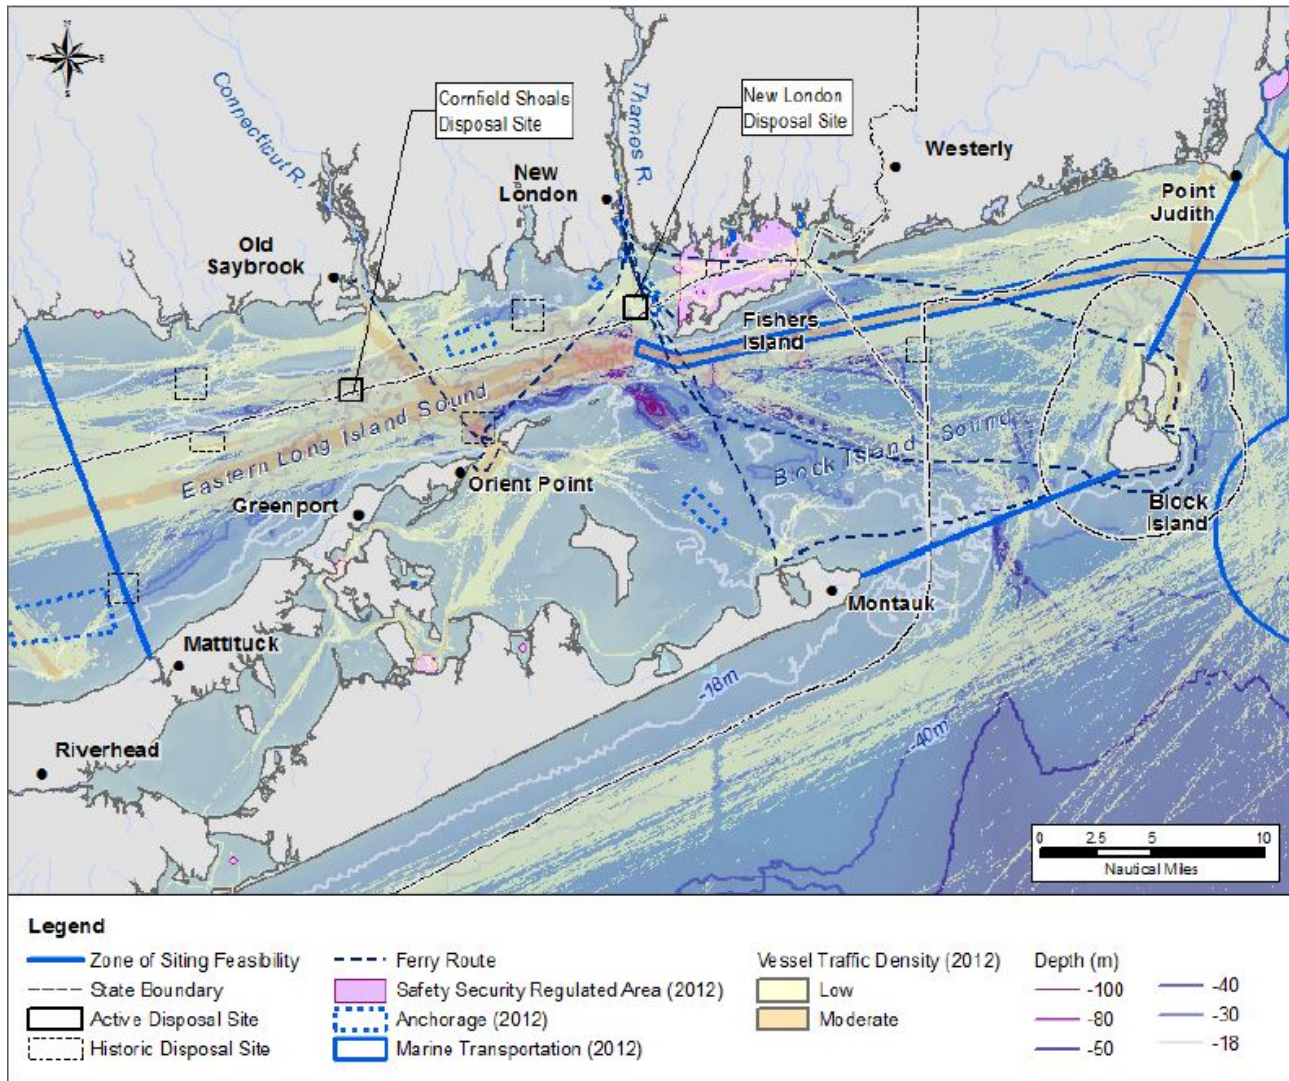 N
W
E
S
Connecticut R.
Cornfield Shoals
Disposal Site
Thames R.
New London
Disposal Site
Westerly
New
London
Point
Judith
Old
Saybrook
Fishers
Island
Eastern Long Island Sound
Block Island Sound
Orient Point
Greenport
Block
Island
Montauk
Mattituck
-18m
-40m
Riverhead
0
2.5
5
10
Nautical Miles
Legend
Zone of Siting Feasibility
State Boundary
Active Disposal Site
Historic Disposal Site
Ferry Route
Safety Security Regulated Area (2012)
Anchorage (2012)
Marine Transportation (2012)
Vessel Traffic Density (2012)
Low
Moderate
Depth (m)
-100
-80
-50
-40
-30
-18